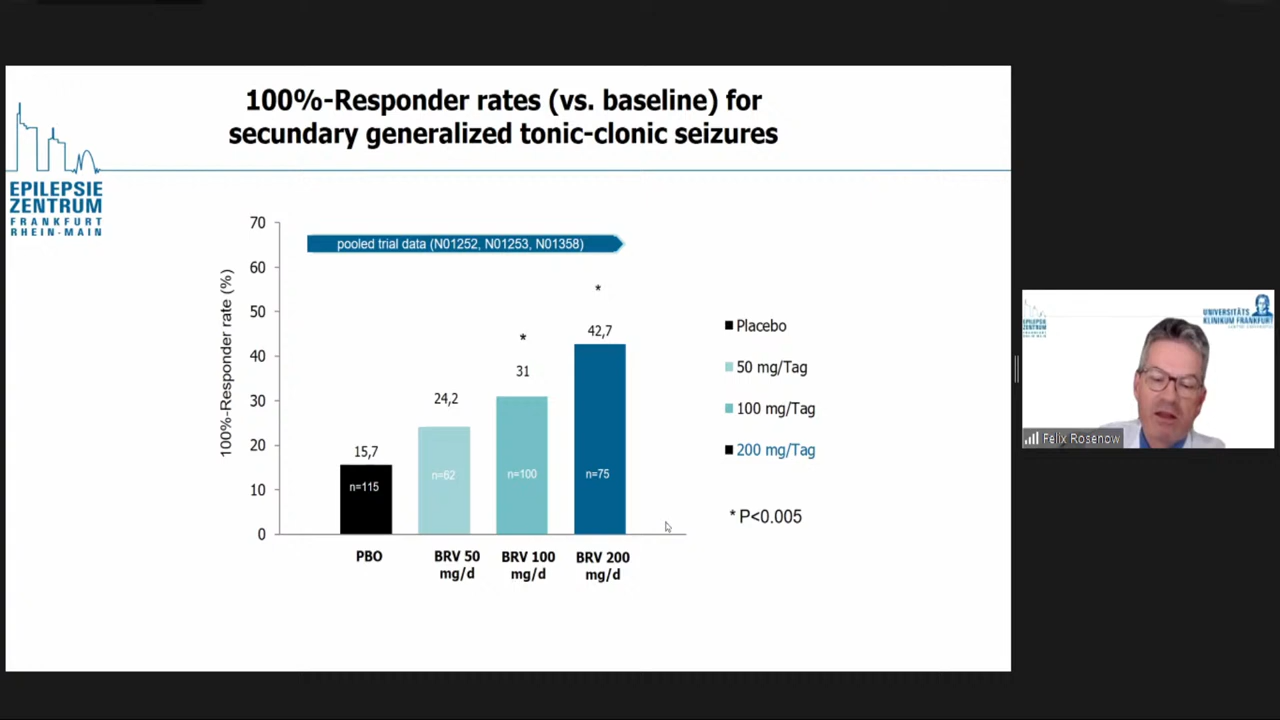 100%-Responder rates (vs. baseline) for
secundary generalized tonic-clonic seizures
EPILEPSIE
ZENTRUM
FRANKFURT
RHEIN-MAIN
70
60
50
40
30
20
10
0
100%-Responder rate (%)
pooled trial data (N01252, N01253, N01358)
15,7
24,2
*
31
*
42,7
n=115
n=62
n=100
n=75
PBO
BRV 50
mg/d
BRV 100
mg/d
BRV 200
mg/d
Placebo
50 mg/Tag
100 mg/Tag
200 mg/Tag
* P<0.005
EPILEPSIE
ZENTRUM
UNIVERSITÄTS
KLINIKUM FRANKFURT
Felix Rosenow